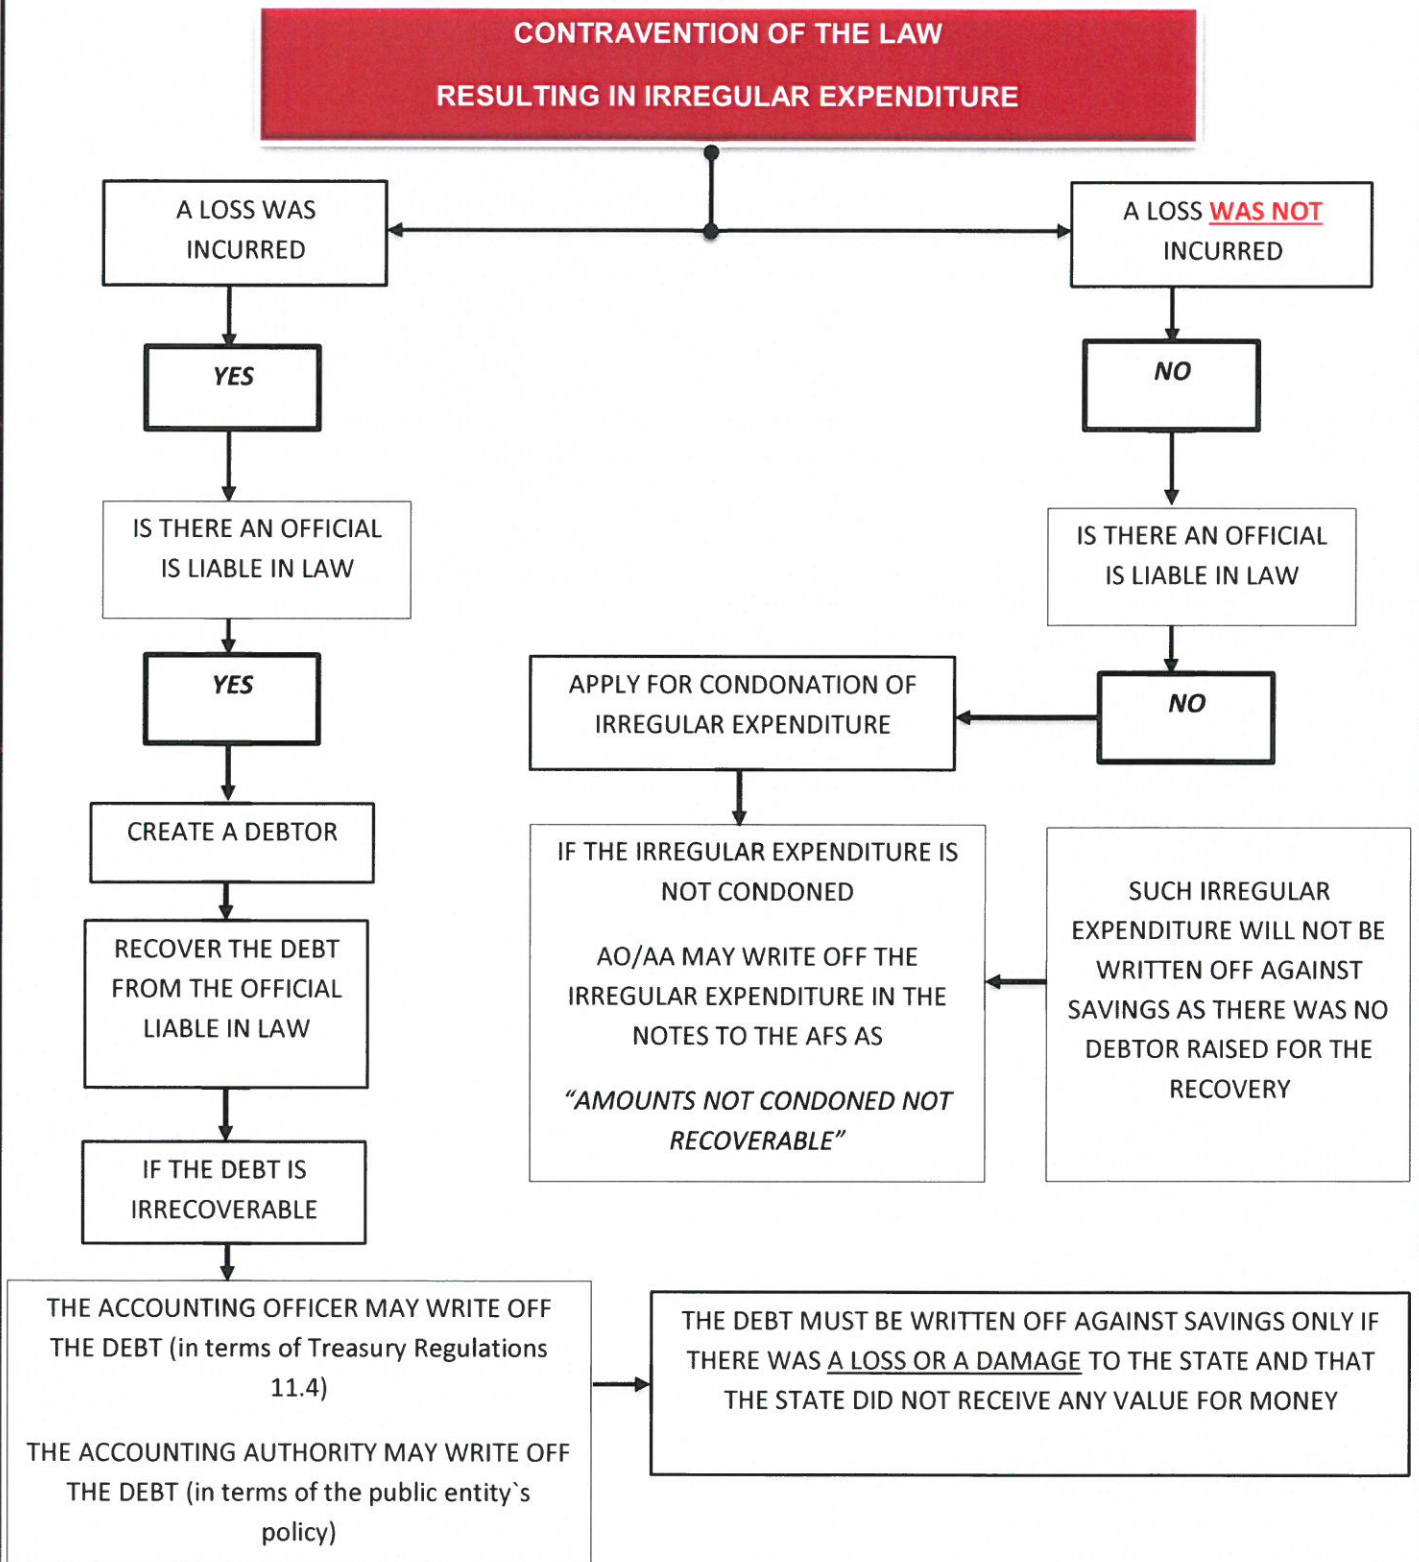 CONTRAVENTION OF THE LAW
RESULTING IN IRREGULAR EXPENDITURE
A LOSS WAS
INCURRED
A LOSS WAS NOT
INCURRED
YES
NO
IS THERE AN OFFICIAL
IS LIABLE IN LAW
IS THERE AN OFFICIAL
IS LIABLE IN LAW
YES
NO
APPLY FOR CONDONATION OF
IRREGULAR EXPENDITURE
CREATE A DEBTOR
RECOVER THE DEBT
FROM THE OFFICIAL
LIABLE IN LAW
IF THE IRREGULAR EXPENDITURE IS
NOT CONDONED
AO/AA MAY WRITE OFF THE
IRREGULAR EXPENDITURE IN THE
NOTES TO THE AFS AS
“AMOUNTS NOT CONDONED NOT
RECOVERABLE”
SUCH IRREGULAR
EXPENDITURE WILL NOT BE
WRITTEN OFF AGAINST
SAVINGS AS THERE WAS NO
DEBTOR RAISED FOR THE
RECOVERY
IF THE DEBT IS
IRRECOVERABLE
THE ACCOUNTING OFFICER MAY WRITE OFF
THE DEBT (in terms of Treasury Regulations
11.4)
THE ACCOUNTING AUTHORITY MAY WRITE OFF
THE DEBT (in terms of the public entity`s
policy)
THE DEBT MUST BE WRITTEN OFF AGAINST SAVINGS ONLY IF
THERE WAS A LOSS OR A DAMAGE TO THE STATE AND THAT
THE STATE DID NOT RECEIVE ANY VALUE FOR MONEY